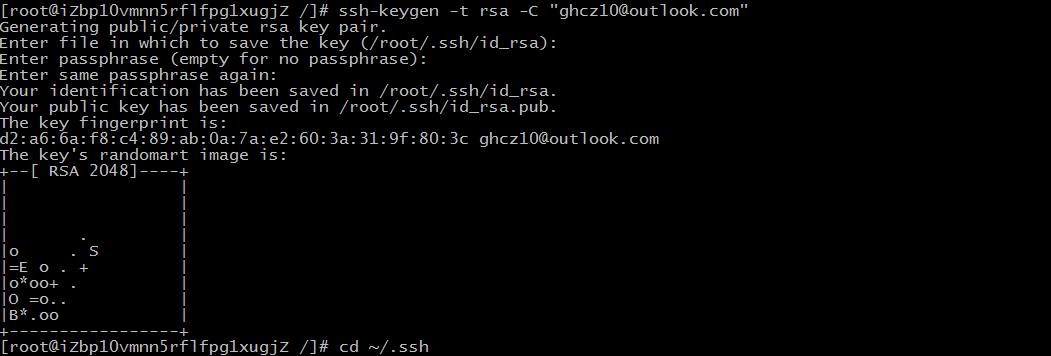 [root@iZbp10vmnn5rflfpg1xugjZ /]# ssh-keygen -t rsa -C "ghcz10@outlook.com"
Generating public/private rsa key pair.
Enter file in which to save the key (/root/.ssh/id_rsa):
Enter passphrase (empty for no passphrase):
Enter same passphrase again:
Your identification has been saved in /root/.ssh/id_rsa.
Your public key has been saved in /root/.ssh/id_rsa.pub.
The key fingerprint is:
d2:a6:6a:f8:c4:89:ab:0a:7a:e2:60:3a:31:9f:80:3c ghcz10@outlook.com
The key's randomart image is:
+--[ RSA 2048]----+
|                 |
|                 |
|                 |
|       .         |
|o     . S        |
|=E o . +         |
|o*oo+ .          |
|O =o..           |
|B*.oo            |
+-----------------+
[root@iZbp10vmnn5rflfpg1xugjZ /]# cd ~/.ssh